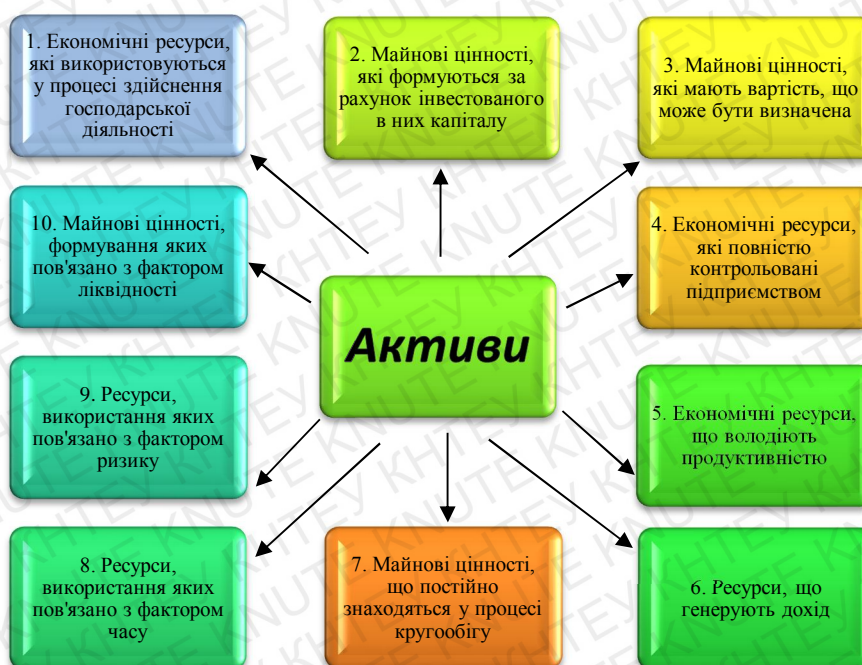 1. Економічні ресурси,
які використовуються
у процесі здійснення
господарської
діяльності
2. Майнові цінності,
які формуються за
рахунок інвестованого
в них капіталу
3. Майнові цінності,
які мають вартість, що
може бути визначена
10. Майнові цінності,
формування яких
пов'язано з фактором
ліквідності
4. Економічні ресурси,
які повністю
контрольовані
підприємством
Активи
9. Ресурси,
використання яких
пов'язано з фактором
ризику
5. Економічні ресурси,
що володіють
продуктивністю
8. Ресурси,
використання яких
пов'язано з фактором
часу
7. Майнові цінності,
що постійно
знаходяться у процесі
кругообігу
6. Ресурси, що
генерують дохід